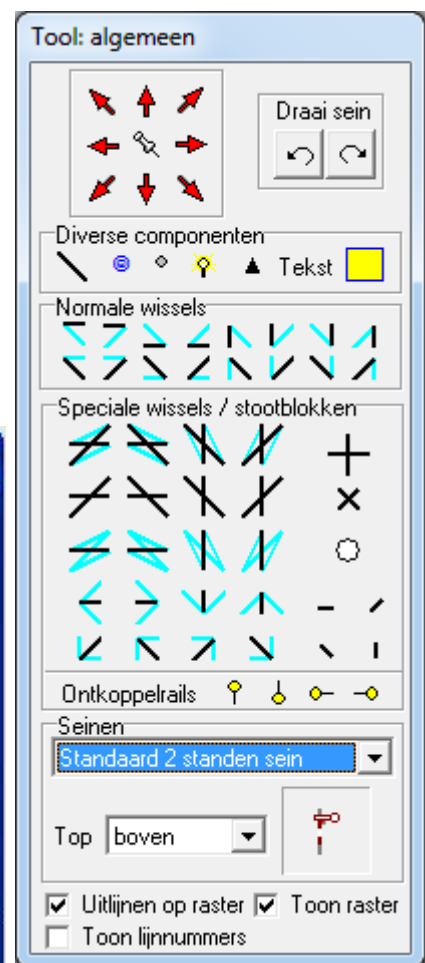 Tool: algemeen
Draai sein
Diverse componenten
Tekst
Normale wissels
Speciale wissels / stootblokken
Ontkoppelrails
Seinen
Standaard 2 standen sein
Top boven
Uitlijnen op raster Toon raster
Toon lijnnummers